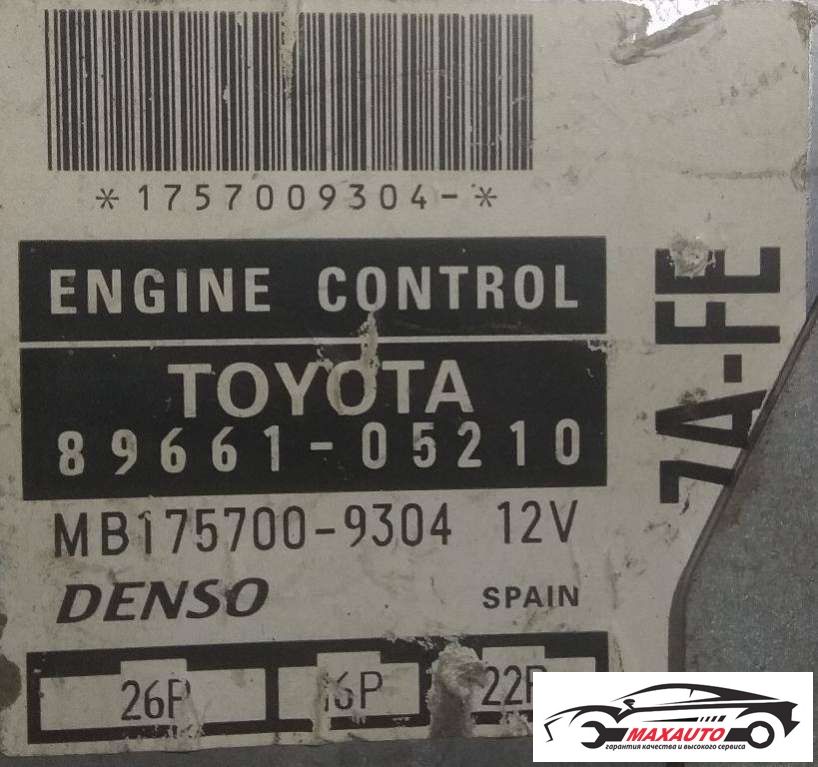 *1757009304-*
ENGINE CONTROL
TOYOTA
89661-05210
MB175700-9304 12V
DENSO SPAIN
26P 16P 22P
7A-FE
MAXAUTO
гарантия качества и высокого сервиса